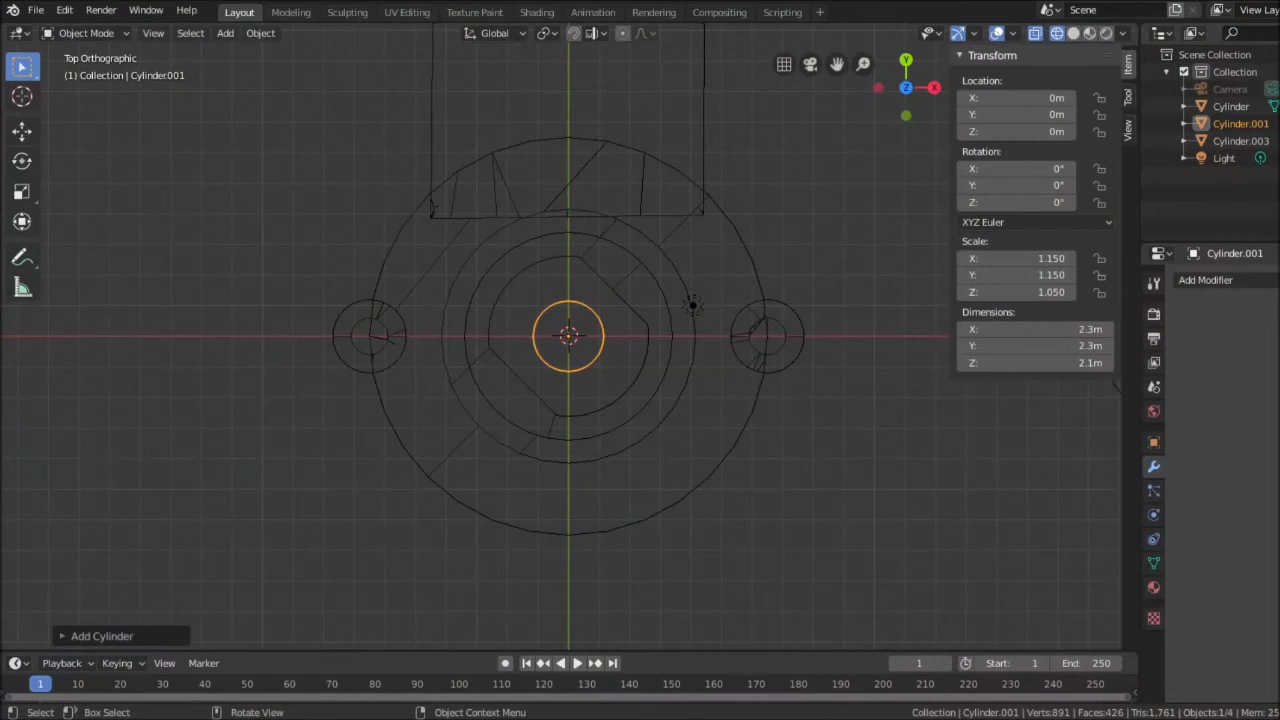 File Edit Render Window Help Layout Modeling Sculpting UV Editing Texture Paint Shading Animation Rendering Compositing Scripting + Scene View Lay
Object Mode View Select Add Object Global
Top Orthographic
(1) Collection | Cylinder.001
Y
X
Z
Transform
Location:
X: 0m
Y: 0m
Z: 0m
Rotation:
X: 0°
Y: 0°
Z: 0°
XYZ Euler
Scale:
X: 1.150
Y: 1.150
Z: 1.050
Dimensions:
X: 2.3m
Y: 2.3m
Z: 2.1m
Item
Tool
View
Scene Collection
Collection
Camera
Cylinder
Cylinder.001
Cylinder.003
Light
Cylinder.001
Add Modifier
Add Cylinder
Playback Keying View Marker 1 Start: 1 End: 250
1 10 20 30 40 50 60 70 80 90 100 110 120 130 140 150 160 170 180 190 200 210 220 230 240 250
Select Box Select Rotate View Object Context Menu Collection | Cylinder.001 | Verts:891 | Faces:426 | Tris:1,761 | Objects:1/4 | Mem: 25